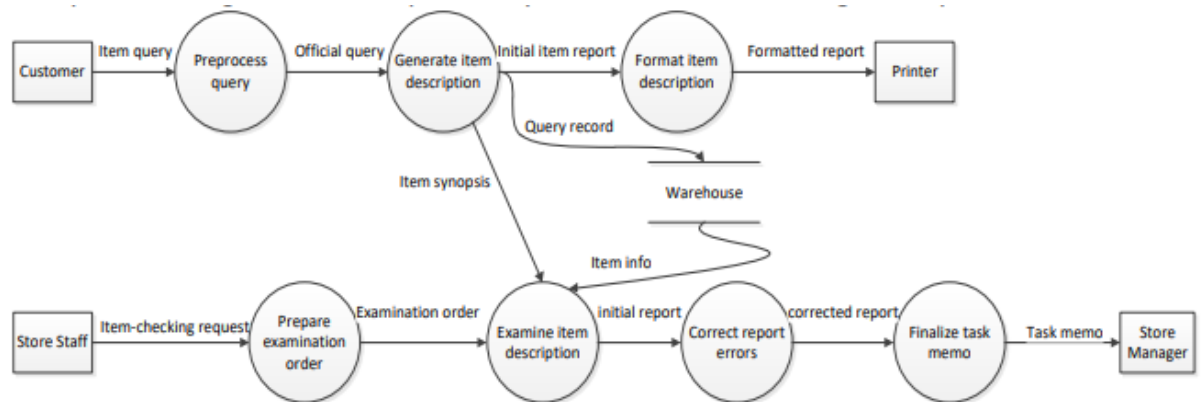 Customer
Item query
Preprocess
query
Official query
Generate item
description
Initial item report
Format item
description
Formatted report
Printer
Query record
Item synopsis
Warehouse
Item info
Store Staff
Item-checking request
Prepare
examination
order
Examination order
Examine item
description
initial report
Correct report
errors
corrected report
Finalize task
memo
Task memo
Store
Manager